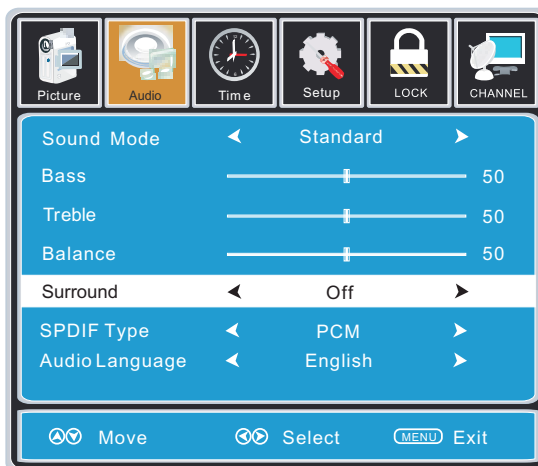 Picture Audio Time Setup LOCK CHANNEL
Sound Mode Standard
Bass 50
Treble 50
Balance 50
Surround Off
SPDIF Type PCM
Audio Language English
Move Select MENU Exit